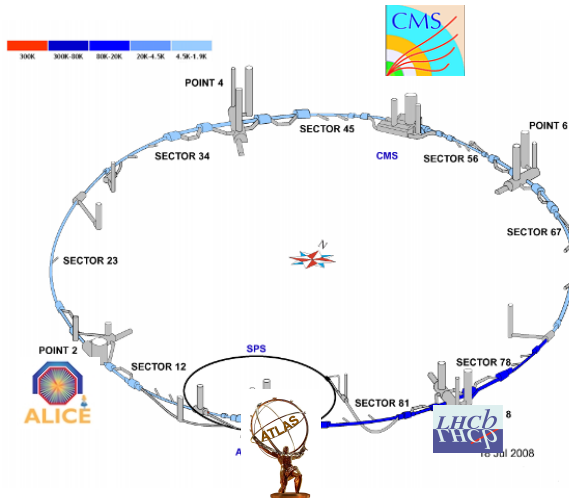 300K
300K-80K
80K-20K
20K-4.5K
4.5K-1.9K
CMS
POINT 4
SECTOR 45
POINT 6
SECTOR 34
CMS
SECTOR 56
SECTOR 67
N
SECTOR 23
SPS
POINT 2
SECTOR 12
SECTOR 78
SECTOR 81
ALICE
ATLAS
LHCb
8
A
Jul 2008